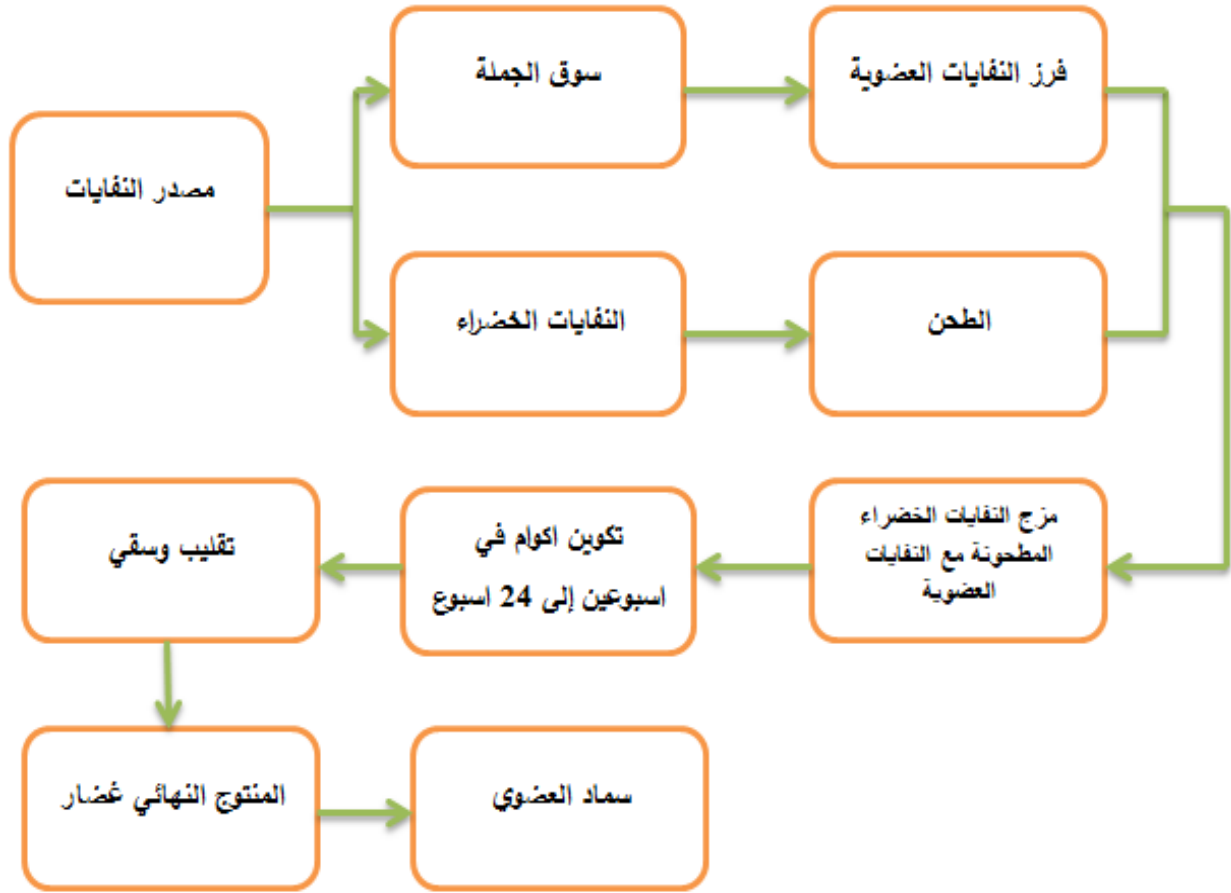 مصدر النفايات
سوق الجملة
فرز النفايات العضوية
النفايات الخضراء
الطحن
مزج النفايات الخضراء
المطحونة مع النفايات
العضوية
تكوين اكوام في
اسبوعين إلى 24 اسبوع
تقليب وسقي
المنتوج النهائي غضار
سماد العضوي